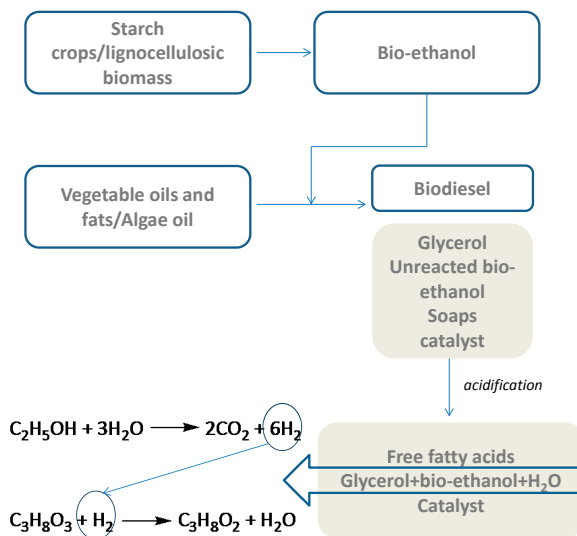 Starch
crops/lignocellulosic
biomass
Bio-ethanol
Vegetable oils and
fats/Algae oil
Biodiesel
Glycerol
Unreacted bio-
ethanol
Soaps
catalyst
acidification
C₂H₅OH + 3H₂O ⟶ 2CO₂ + 6H₂
Free fatty acids
Glycerol+bio-ethanol+H₂O
Catalyst
C₃H₈O₃ + H₂ ⟶ C₃H₈O₂ + H₂O